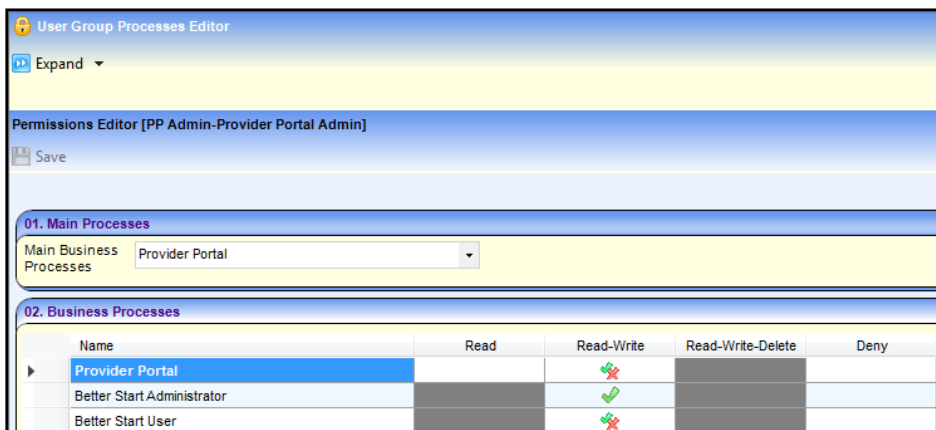 User Group Processes Editor
Expand
Permissions Editor [PP Admin-Provider Portal Admin]
Save
01. Main Processes
Main Business Processes
Provider Portal
02. Business Processes
Name Read Read-Write Read-Write-Delete Deny
Provider Portal
Better Start Administrator
Better Start User